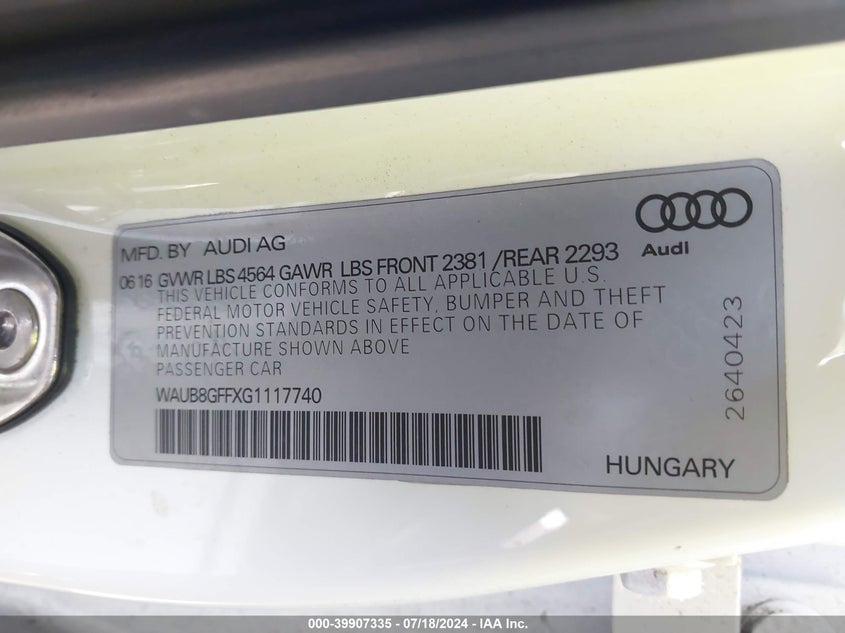 MFD. BY AUDI AG
Audi
0616 GVWR LBS 4564 GAWR LBS FRONT 2381 /REAR 2293
THIS VEHICLE CONFORMS TO ALL APPLICABLE U.S.
FEDERAL MOTOR VEHICLE SAFETY, BUMPER AND THEFT
PREVENTION STANDARDS IN EFFECT ON THE DATE OF
MANUFACTURE SHOWN ABOVE
PASSENGER CAR
WAUB8GFFXG1117740
2640423
HUNGARY
000-39907335 - 07/18/2024 - IAA Inc.